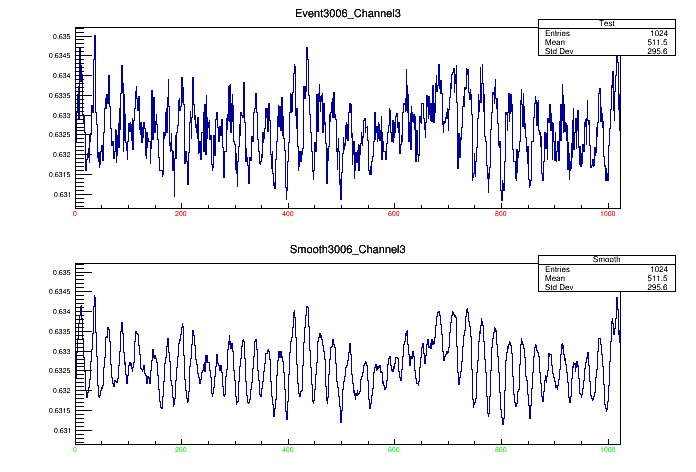 Event3006_Channel3
Test
Entries 1024
Mean 511.5
Std Dev 295.6
0.635
0.6345
0.634
0.6335
0.633
0.6325
0.632
0.6315
0.631
0 200 400 600 800 1000
Smooth3006_Channel3
Smooth
Entries 1024
Mean 511.5
Std Dev 295.6
0.635
0.6345
0.634
0.6335
0.633
0.6325
0.632
0.6315
0.631
0 200 400 600 800 1000